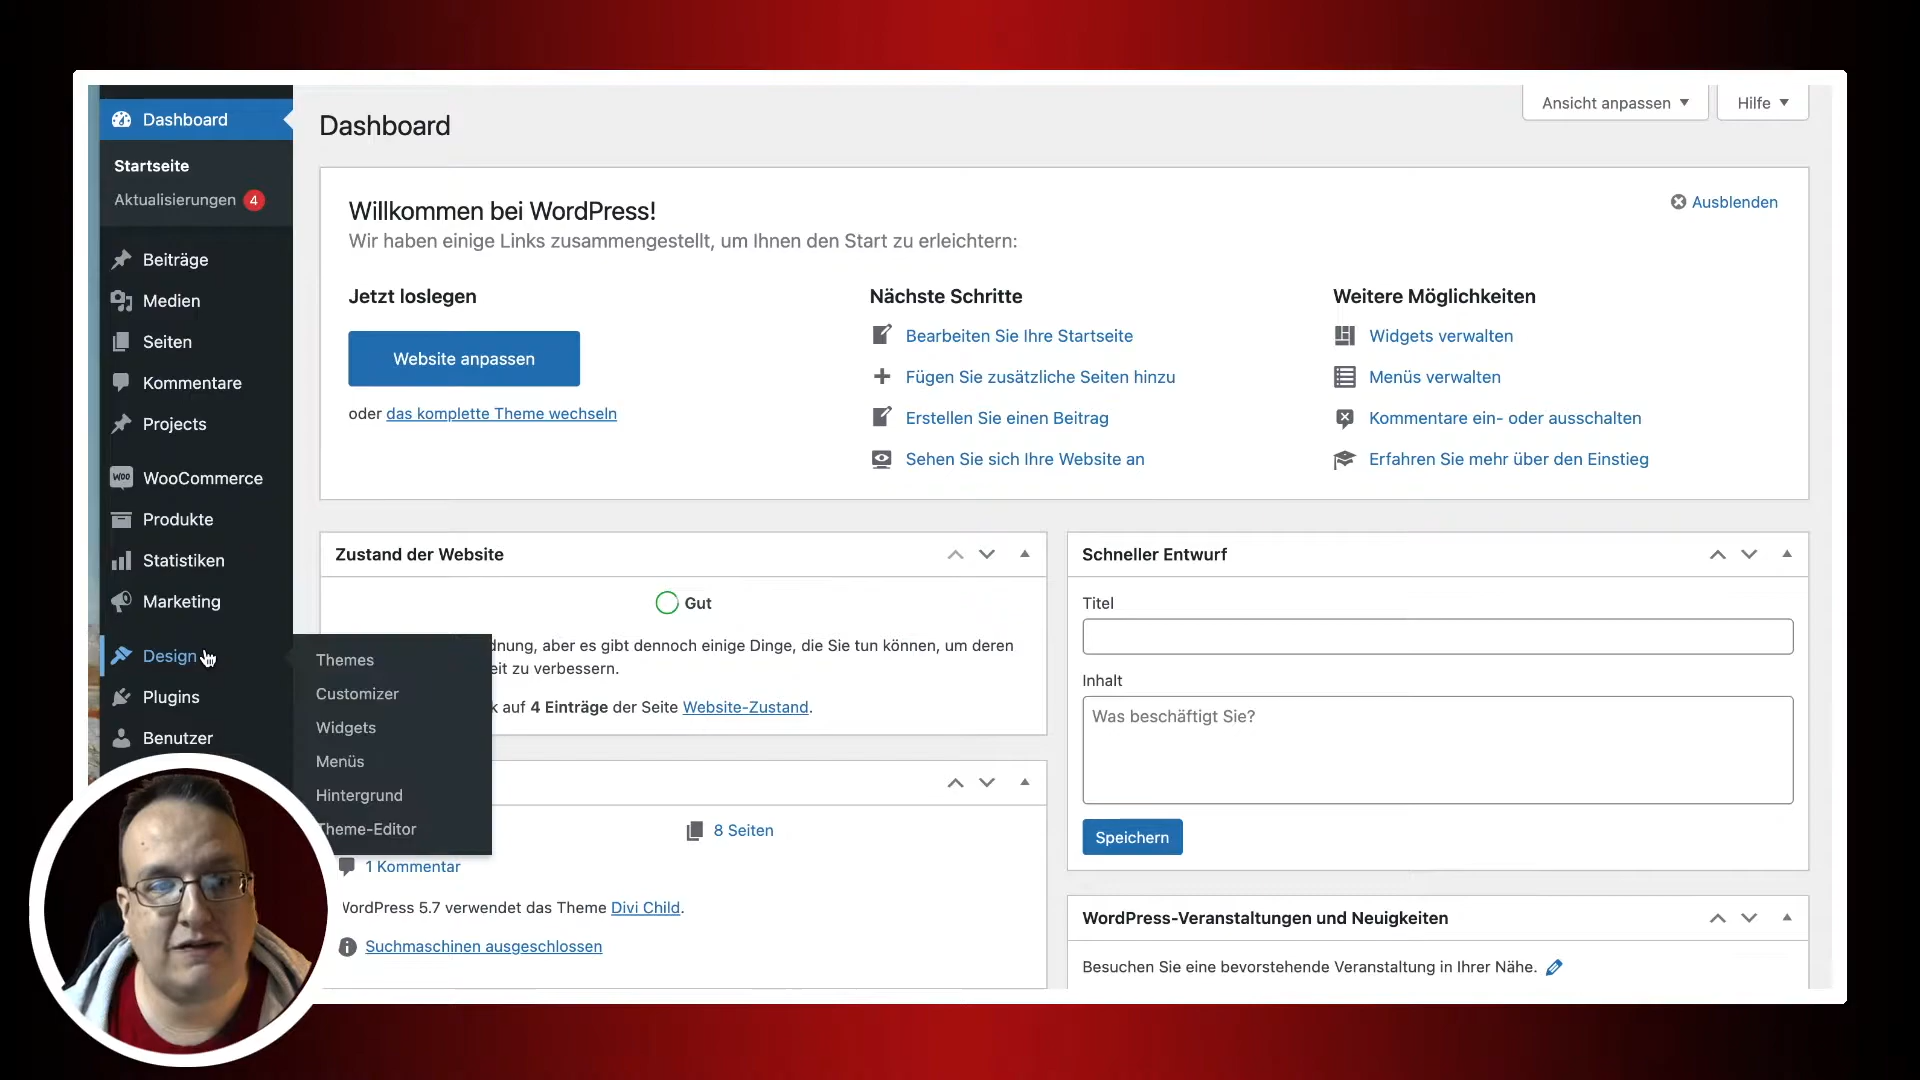 Dashboard
Startseite
Aktualisierungen 4
Beiträge
Medien
Seiten
Kommentare
Projects
WooCommerce
Produkte
Statistiken
Marketing
Design
Plugins
Benutzer
Themes
Customizer
Widgets
Menüs
Hintergrund
Theme-Editor
Dashboard
Ansicht anpassen
Hilfe
Willkommen bei WordPress!
Wir haben einige Links zusammengestellt, um Ihnen den Start zu erleichtern:
Ausblenden
Jetzt loslegen
Website anpassen
oder das komplette Theme wechseln
Nächste Schritte
Bearbeiten Sie Ihre Startseite
Fügen Sie zusätzliche Seiten hinzu
Erstellen Sie einen Beitrag
Sehen Sie sich Ihre Website an
Weitere Möglichkeiten
Widgets verwalten
Menüs verwalten
Kommentare ein- oder ausschalten
Erfahren Sie mehr über den Einstieg
Zustand der Website
Gut
dnung, aber es gibt dennoch einige Dinge, die Sie tun können, um deren
eit zu verbessern.
k auf 4 Einträge der Seite Website-Zustand.
8 Seiten
1 Kommentar
WordPress 5.7 verwendet das Theme Divi Child.
Suchmaschinen ausgeschlossen
Schneller Entwurf
Titel
Inhalt
Was beschäftigt Sie?
Speichern
WordPress-Veranstaltungen und Neuigkeiten
Besuchen Sie eine bevorstehende Veranstaltung in Ihrer Nähe.